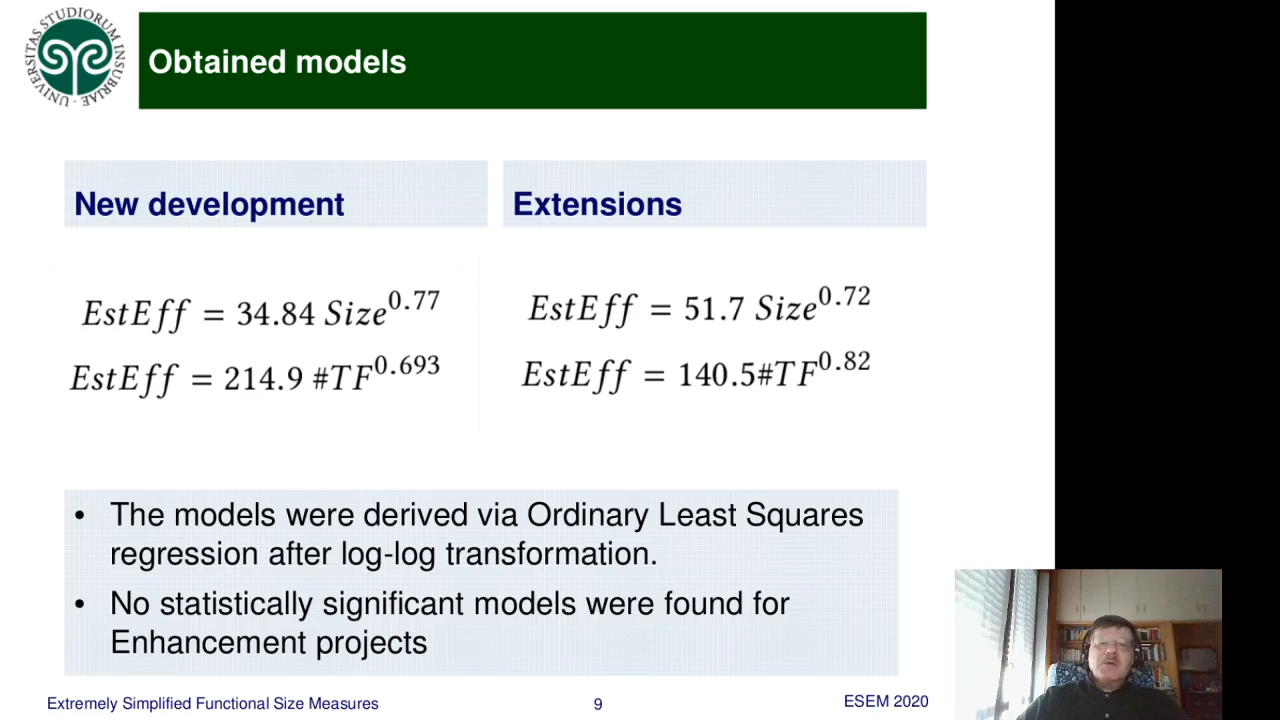 UNIVERSITAS STUDIORUM INSUBRIAE
Obtained models
New development
EstEff = 34.84 Size^0.77
EstEff = 214.9 #TF^0.693
Extensions
EstEff = 51.7 Size^0.72
EstEff = 140.5#TF^0.82
• The models were derived via Ordinary Least Squares
regression after log-log transformation.
• No statistically significant models were found for
Enhancement projects
Extremely Simplified Functional Size Measures
9
ESEM 2020